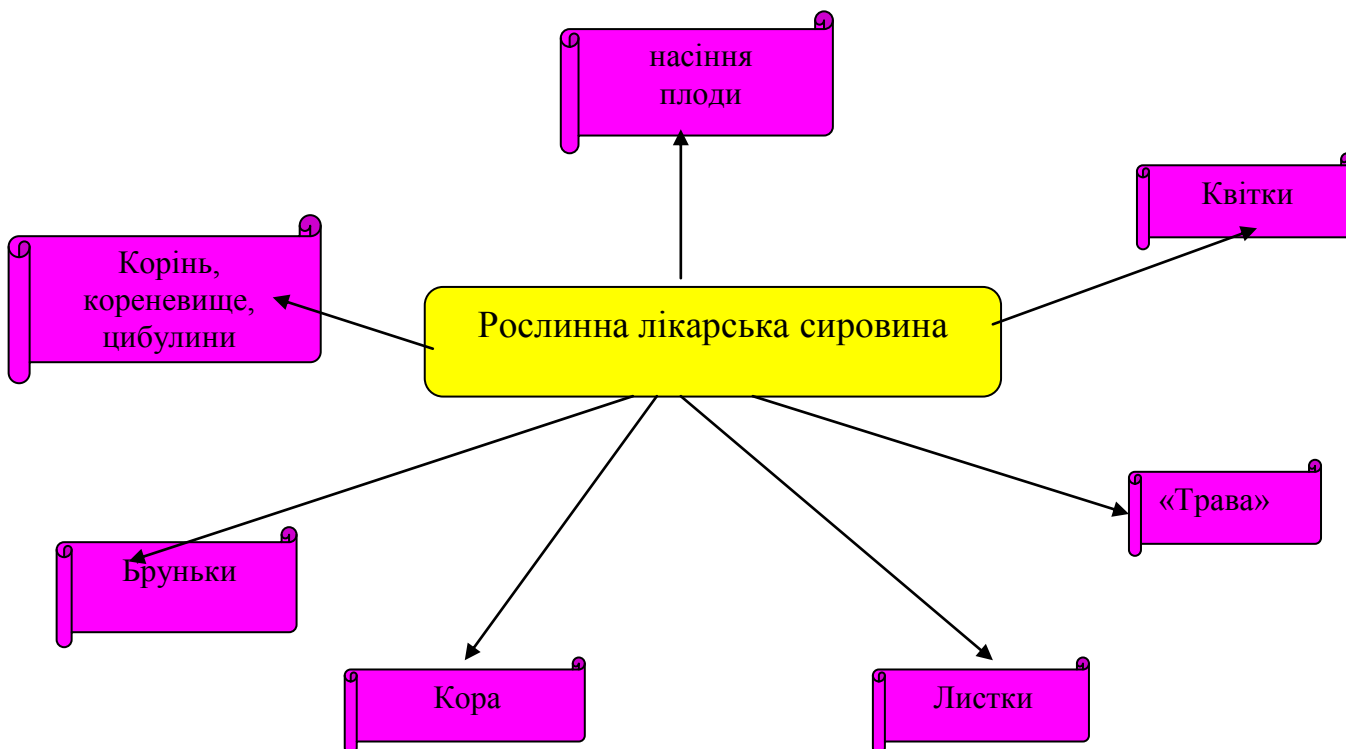 насіння
плоди
Квітки
Корінь,
кореневище,
цибулини
Рослинна лікарська сировина
«Трава»
Бруньки
Кора
Листки